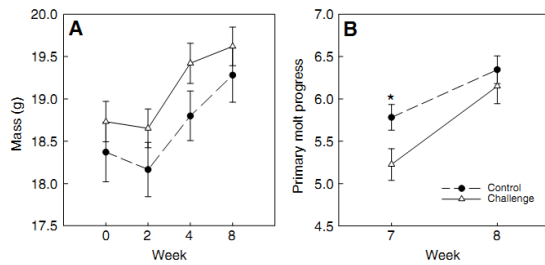 A
Mass (g)
20.0
19.5
19.0
18.5
18.0
17.5
0 2 4 8
Week
B
Primary molt progress
7.0
6.5
6.0
5.5
5.0
4.5
*
Control
Challenge
7 8
Week